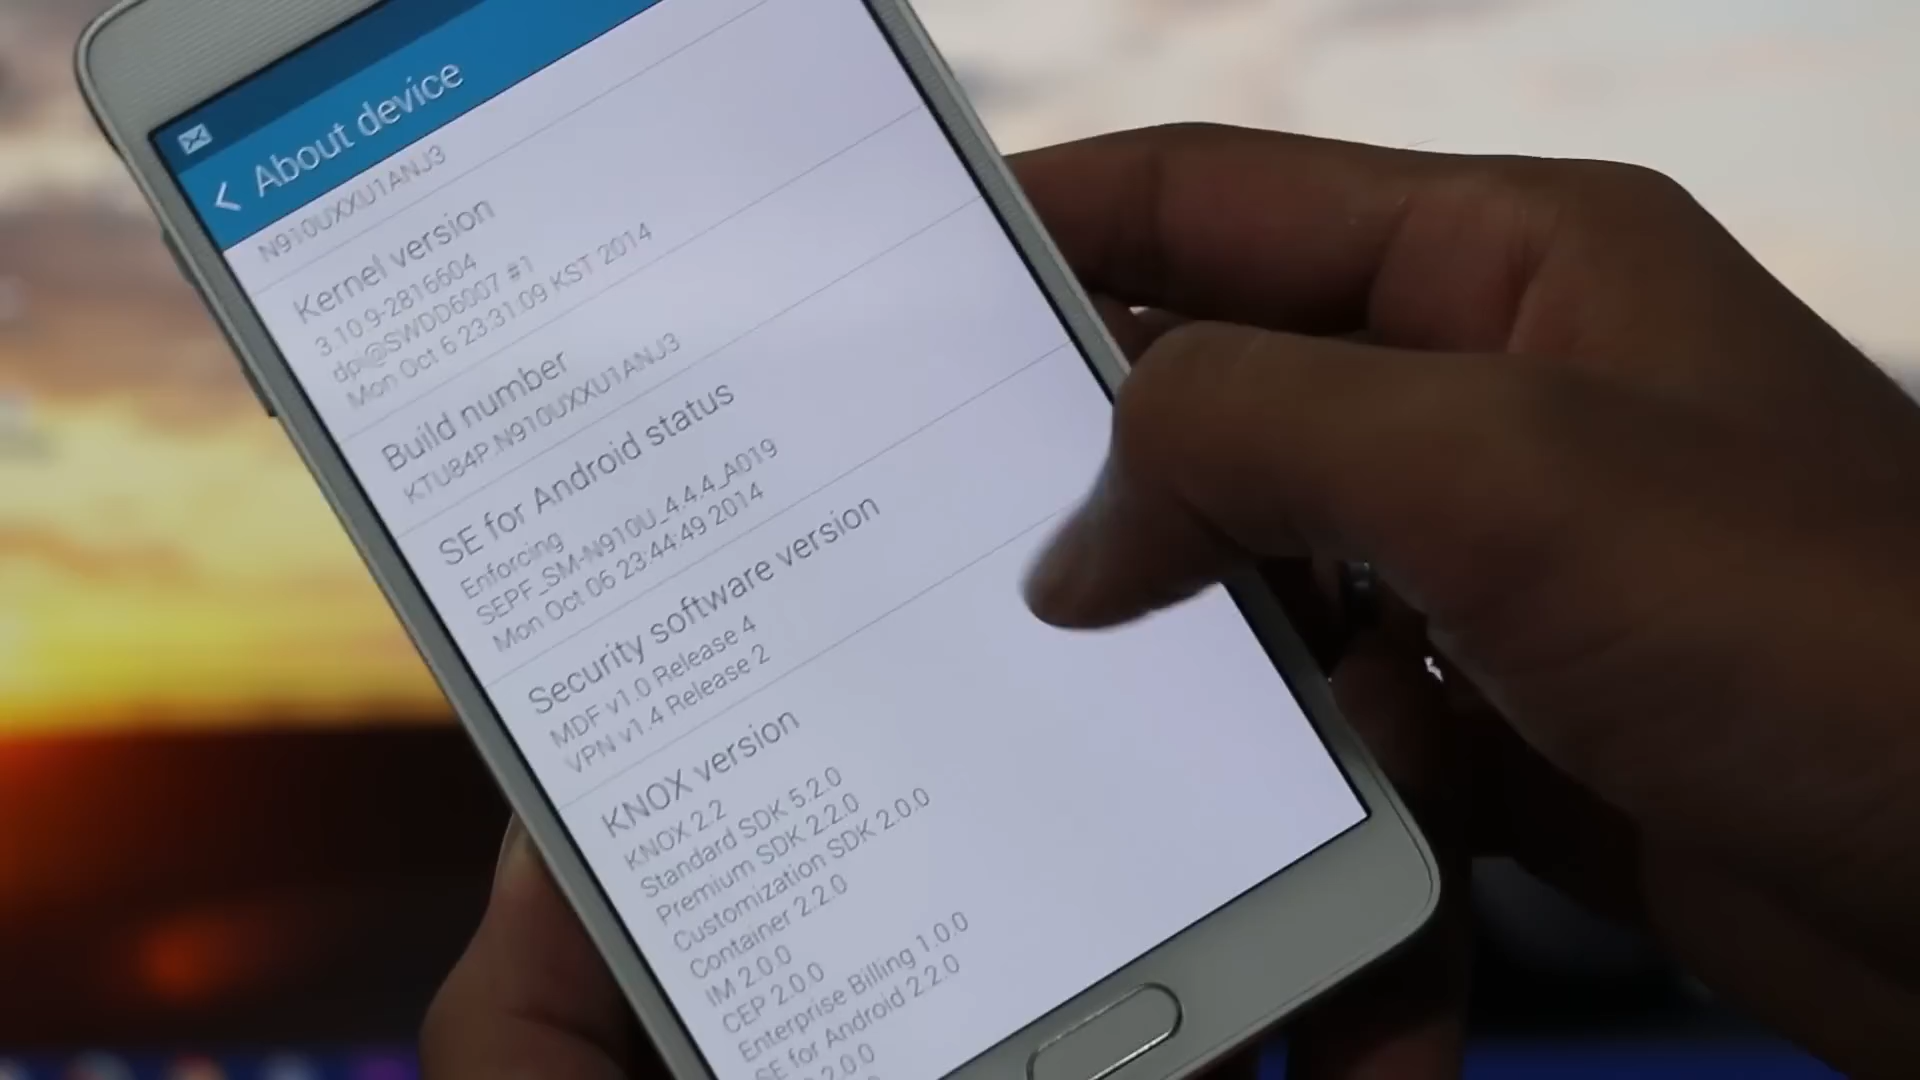 About device
N910UXXU1ANJ3
Kernel version
3.10.9-2816604
dpi@SWDD6007 #1
Mon Oct 6 23:31:09 KST 2014
Build number
KTU84P.N910UXXU1ANJ3
SE for Android status
Enforcing
SEPF_SM-N910U_4.4.4_A019
Mon Oct 06 23:44:49 2014
Security software version
MDF v1.0 Release 4
VPN v1.4 Release 2
KNOX version
KNOX 2.2
Standard SDK 5.2.0
Premium SDK 2.2.0
Customization SDK 2.0.0
Container 2.2.0
IM 2.0.0
CEP 2.0.0
Enterprise Billing 1.0.0
SE for Android 2.2.0
2.0.0